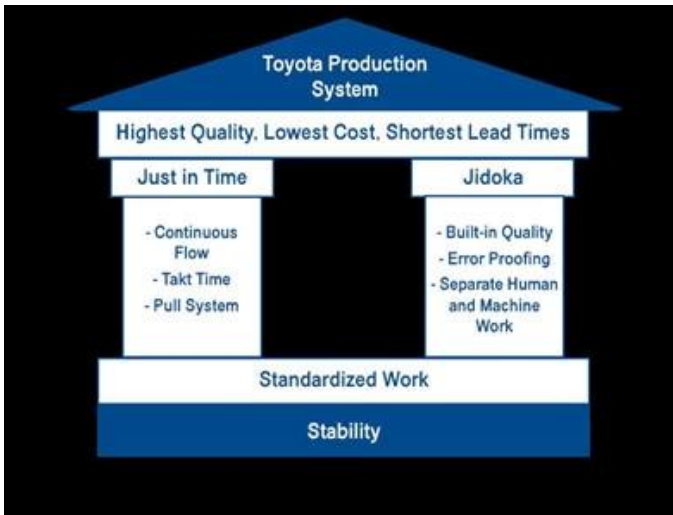 Toyota Production
System
Highest Quality, Lowest Cost, Shortest Lead Times
Just in Time
- Continuous
Flow
- Takt Time
- Pull System
Jidoka
- Built-in Quality
- Error Proofing
- Separate Human
and Machine
Work
Standardized Work
Stability